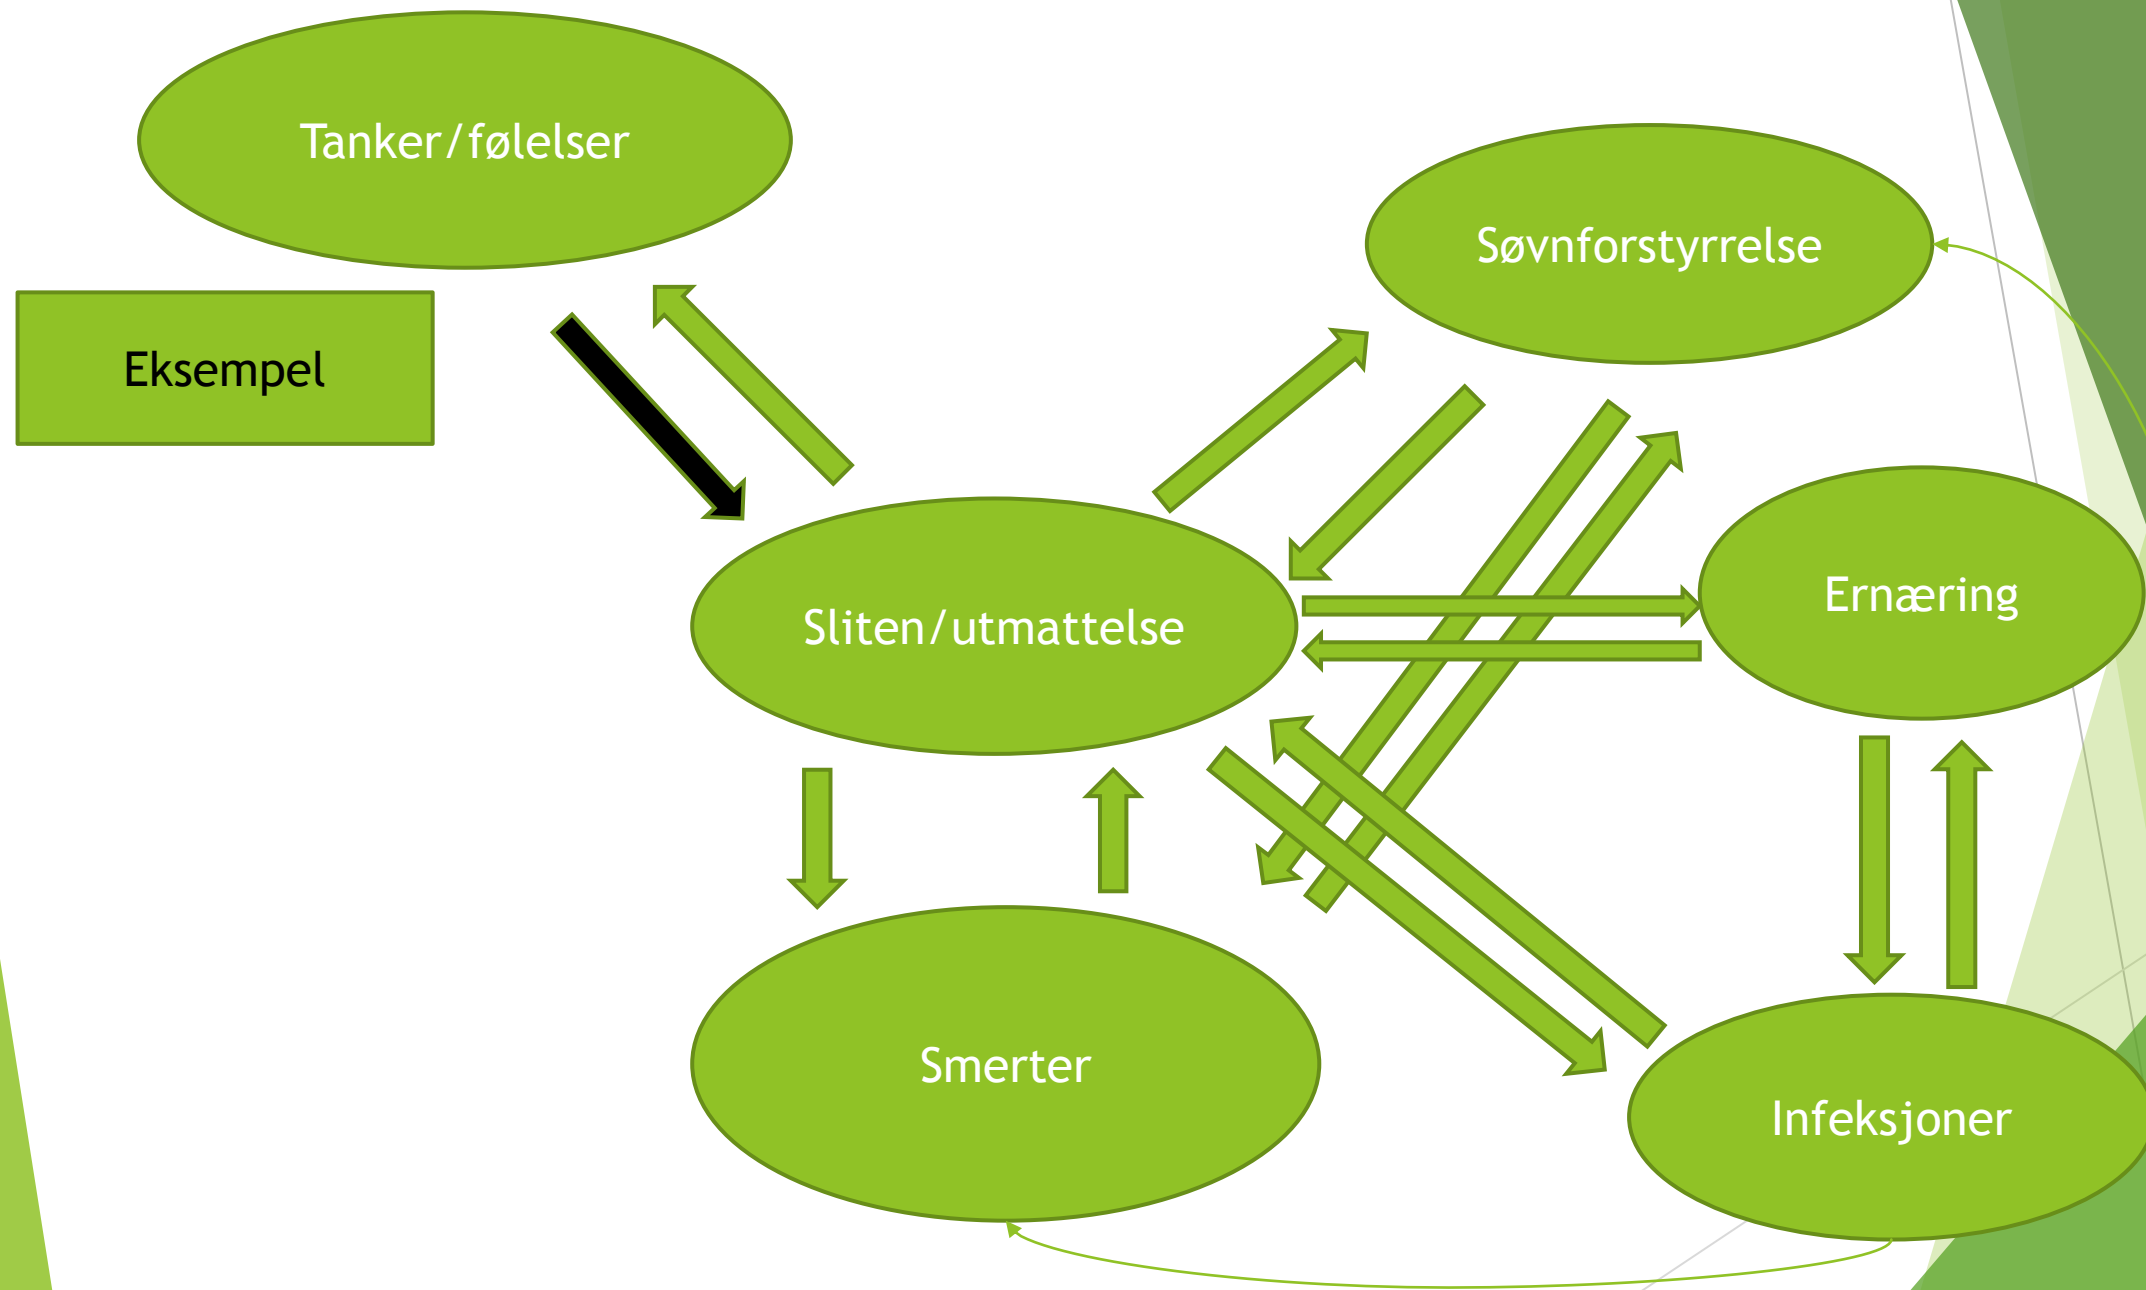 Tanker/følelser
Søvnforstyrrelse
Eksempel
Ernæring
Sliten/utmattelse
Smerter
Infeksjoner